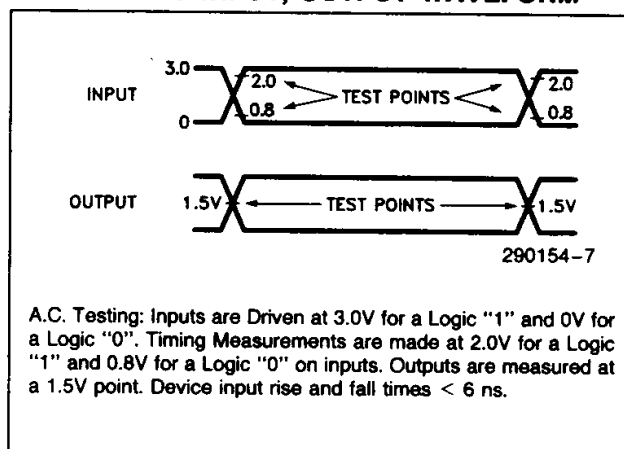 3.0
2.0
2.0
INPUT
TEST POINTS
0.8
0.8
0
OUTPUT
1.5V
TEST POINTS
1.5V
290154-7
A.C. Testing: Inputs are Driven at 3.0V for a Logic "1" and 0V for
a Logic "0". Timing Measurements are made at 2.0V for a Logic
"1" and 0.8V for a Logic "0" on inputs. Outputs are measured at
a 1.5V point. Device input rise and fall times < 6 ns.